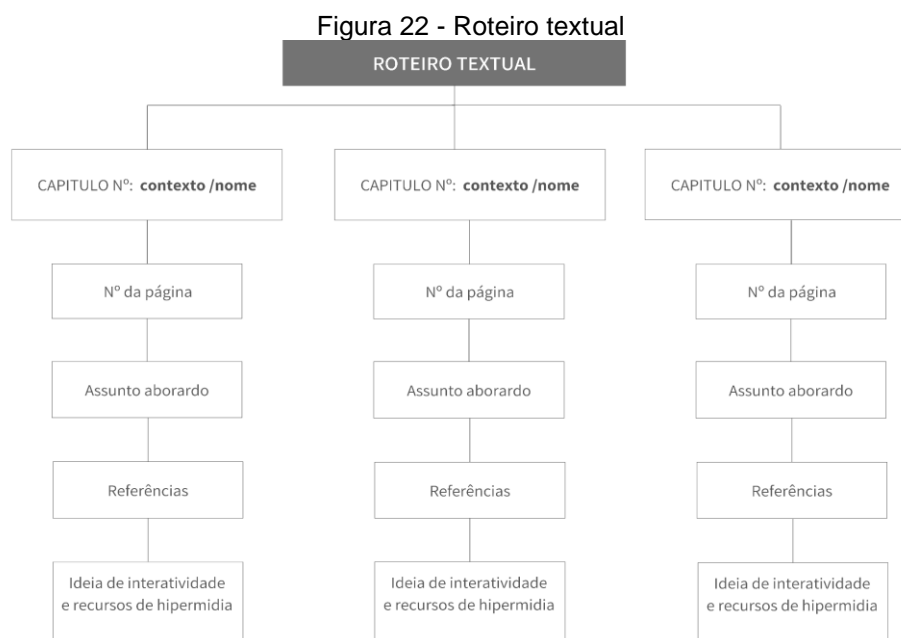 Figura 22 - Roteiro textual
ROTEIRO TEXTUAL
CAPITULO Nº: contexto /nome
CAPITULO Nº: contexto /nome
CAPITULO Nº: contexto /nome
Nº da página
Nº da página
Nº da página
Assunto aborardo
Assunto aborardo
Assunto aborardo
Referências
Referências
Referências
Ideia de interatividade
e recursos de hipermidia
Ideia de interatividade
e recursos de hipermidia
Ideia de interatividade
e recursos de hipermidia